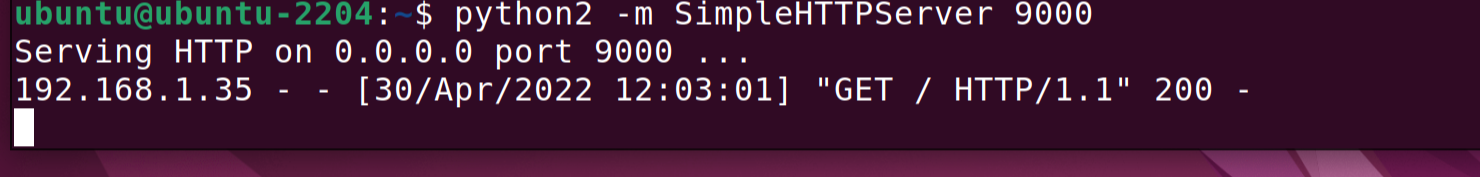 ubuntu@ubuntu-2204:~$ python2 -m SimpleHTTPServer 9000
Serving HTTP on 0.0.0.0 port 9000 ...
192.168.1.35 - - [30/Apr/2022 12:03:01] "GET / HTTP/1.1" 200 -